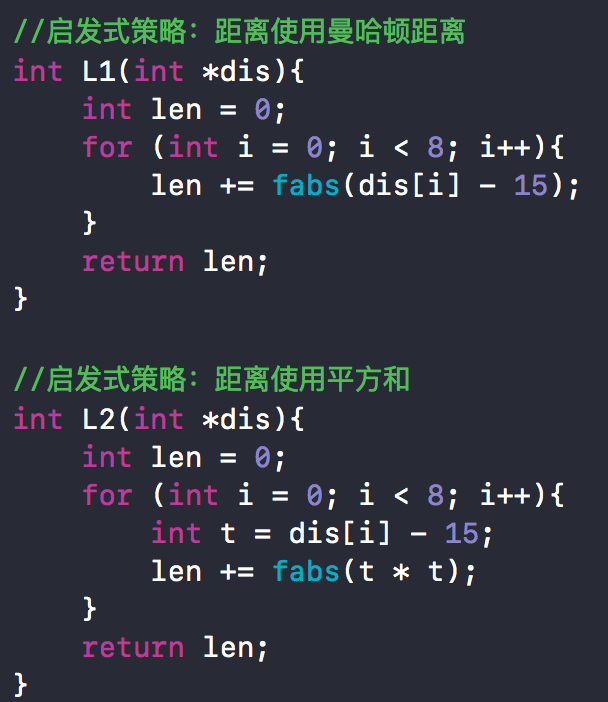 //启发式策略：距离使用曼哈顿距离
int L1(int *dis){
    int len = 0;
    for (int i = 0; i < 8; i++){
        len += fabs(dis[i] - 15);
    }
    return len;
}

//启发式策略：距离使用平方和
int L2(int *dis){
    int len = 0;
    for (int i = 0; i < 8; i++){
        int t = dis[i] - 15;
        len += fabs(t * t);
    }
    return len;
}